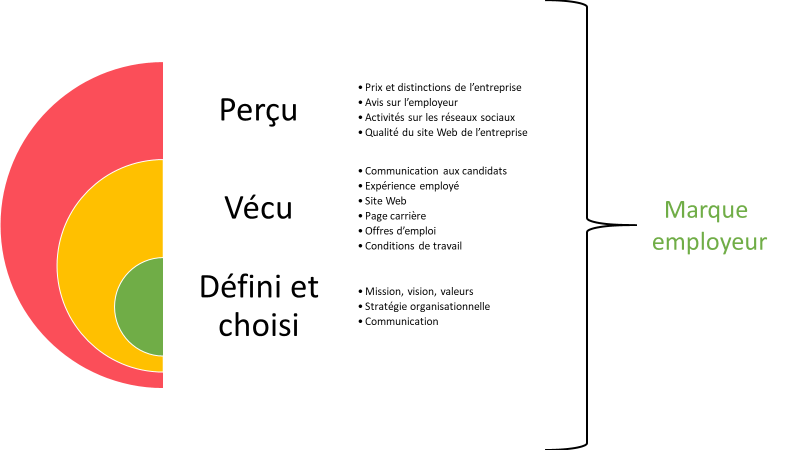 Perçu
• Prix et distinctions de l'entreprise
• Avis sur l'employeur
• Activités sur les réseaux sociaux
• Qualité du site Web de l'entreprise
Vécu
• Communication aux candidats
• Expérience employé
• Site Web
• Page carrière
• Offres d'emploi
• Conditions de travail
Défini et
choisi
• Mission, vision, valeurs
• Stratégie organisationnelle
• Communication
Marque
employeur